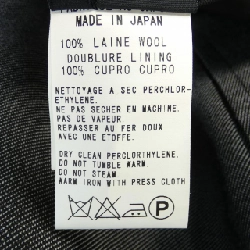 MADE IN JAPAN
100% LAINE WOOL
DOUBLURE LINING
100% CUPRO CUPRO
NETTOYAGE A SEC PERCHLOR-
ETHYLENE.
NE PAS SECHER EN MACHINE.
PAS DE VAPEUR
REPASSER AU FER DOUX
AVEC UNE ETOFFE.
DRY CLEAN PERCLORTHYLENE.
DO NOT TUMBLE WARM.
DO NOT STEAM
WARM IRON WITH PRESS CLOTH
P